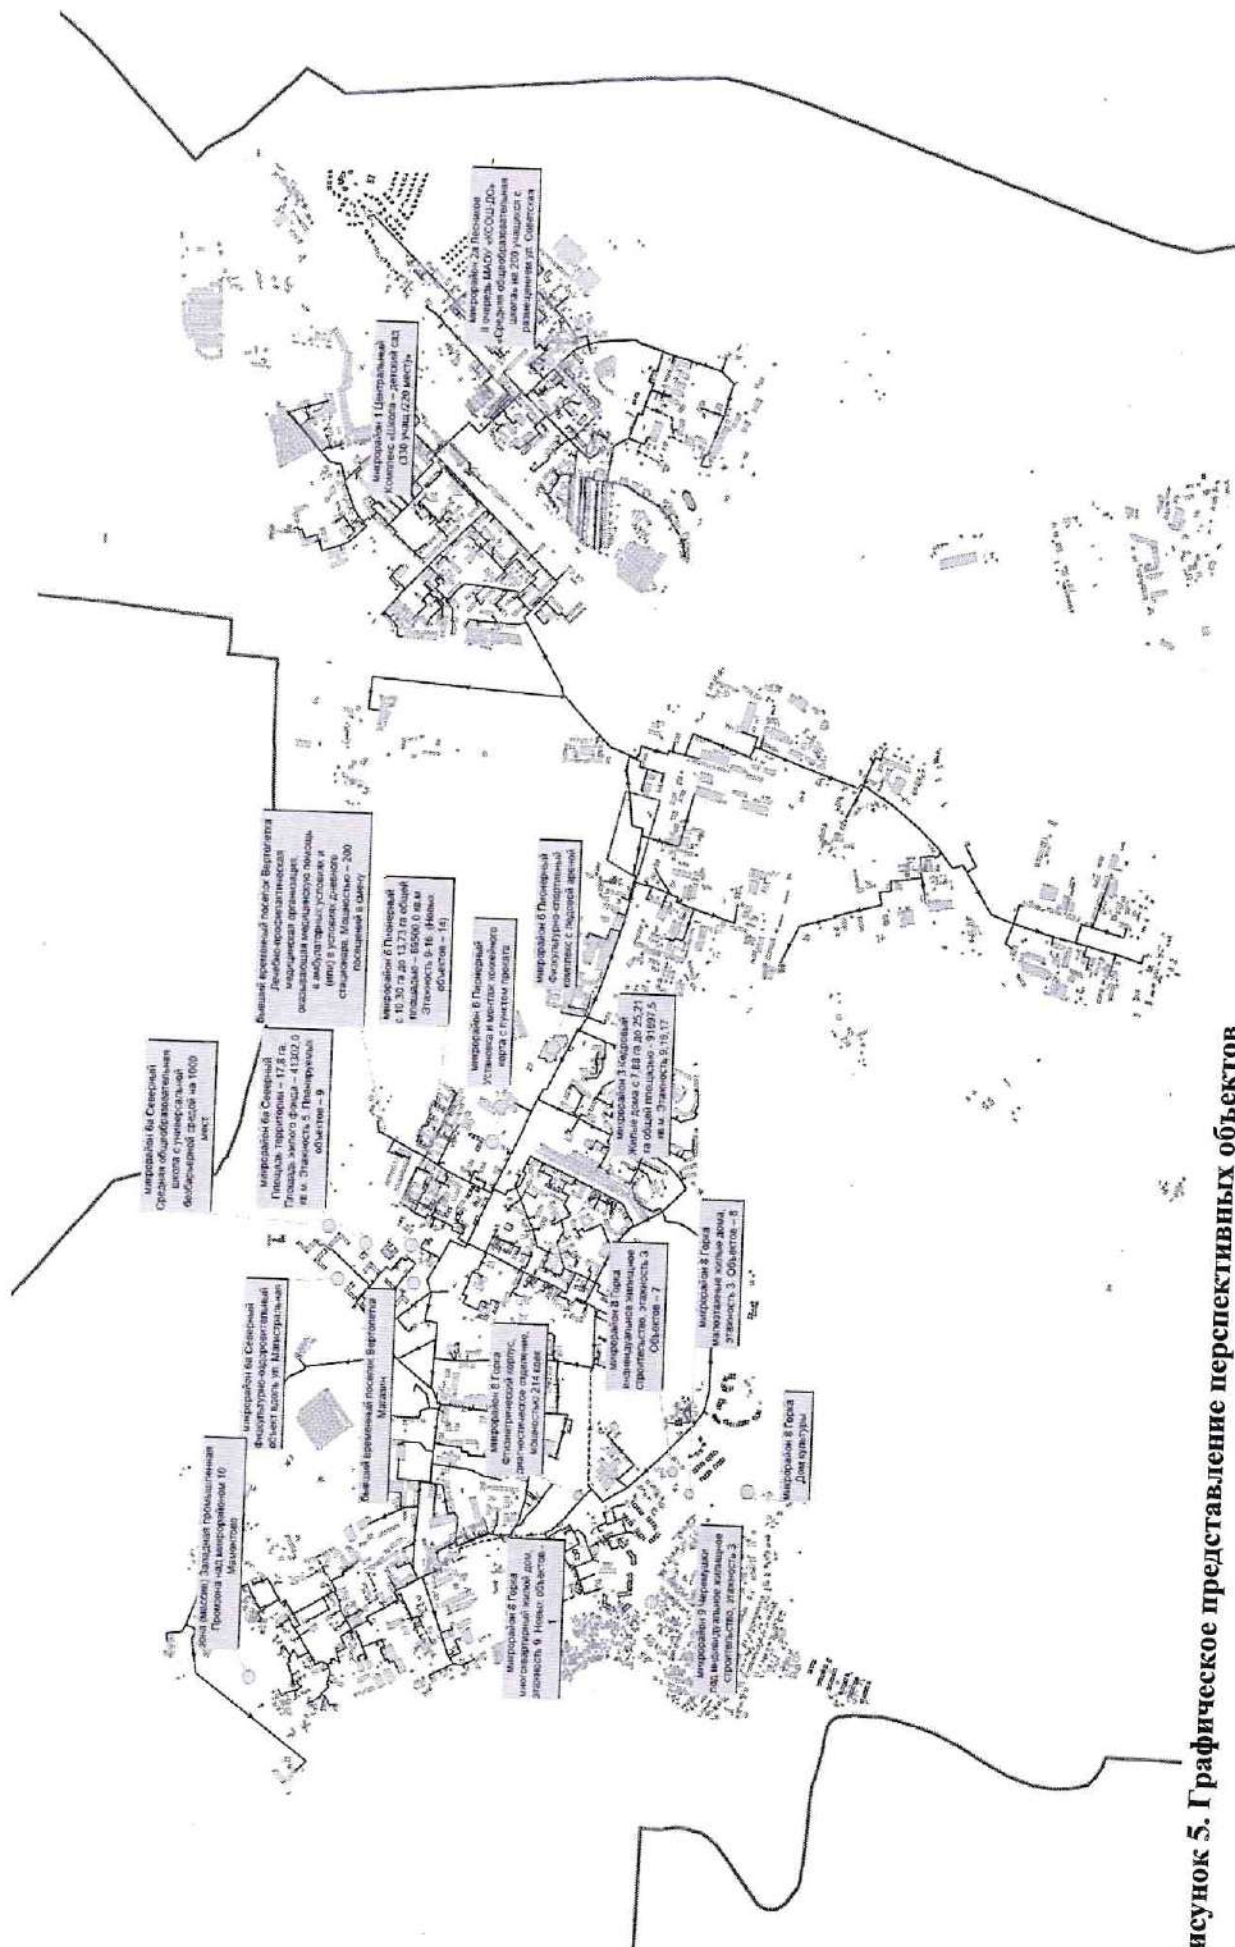 микрорайон 2а Лесников
II очередь МАОУ «КСОШ-ДС»
«Средняя общеобразовательная
школа» на 200 учащихся с
размещением ул. Советская
микрорайон 1 Центральный
Комплекс «Школа – детский сад
(330 учащ./220 мест)»
Бывший временный поселок Вертолетка
Лечебно-профилактическая
медицинская организация,
оказывающая медицинскую помощь
в амбулаторных условиях и
(или) в условиях дневного
стационара. Мощностью – 200
посещений в смену
микрорайон 6 Пионерный
с 10,30 га до 13,73 га общей
площадью – 69500,0 кв.м
Этажность 9-16 (Новых
объектов – 14)
микрорайон 6 Пионерный
Установка и монтаж хоккейного
корта с пунктом проката
микрорайон 6 Пионерный
Физкультурно-спортивный
комплекс с ледовой ареной
микрорайон 3 Кедровый
Жилые дома с 7,88 га до 25,21
га общей площадью - 91697,5
кв.м. Этажность 9,16,17
микрорайон 6а Северный
Средняя общеобразовательная
школа с универсальной
безбарьерной средой на 1000
мест
микрорайон 6а Северный
Площадь территории – 17,8 га.
Площадь жилого фонда – 41302,0
кв.м. Этажность 5. Планируемых
объектов – 9
микрорайон 6а Северный
Физкультурно-оздоровительный
объект вдоль ул. Магистральная
Бывший временный поселок Вертолетка
Магазин
микрорайон 8 Горка
Фтизиатрический корпус,
диагностическое отделение,
мощностью 214 коек
микрорайон 8 Горка
индивидуальное жилищное
строительство, этажность 3
Объектов – 7
микрорайон 8 Горка
малоэтажные жилые дома,
этажность 3. Объектов – 8
микрорайон 8 Горка
Дом культуры
зона (массив) Западная промышленная
Промзона над микрорайоном 10
Мамонтово
микрорайон 8 Горка
многоквартирный жилой дом,
этажность 9. Новых объектов -
1
микрорайон 9 Черемушки
под индивидуальное жилищное
строительство, этажность 3
исунок 5. Графическое представление перспективных объектов